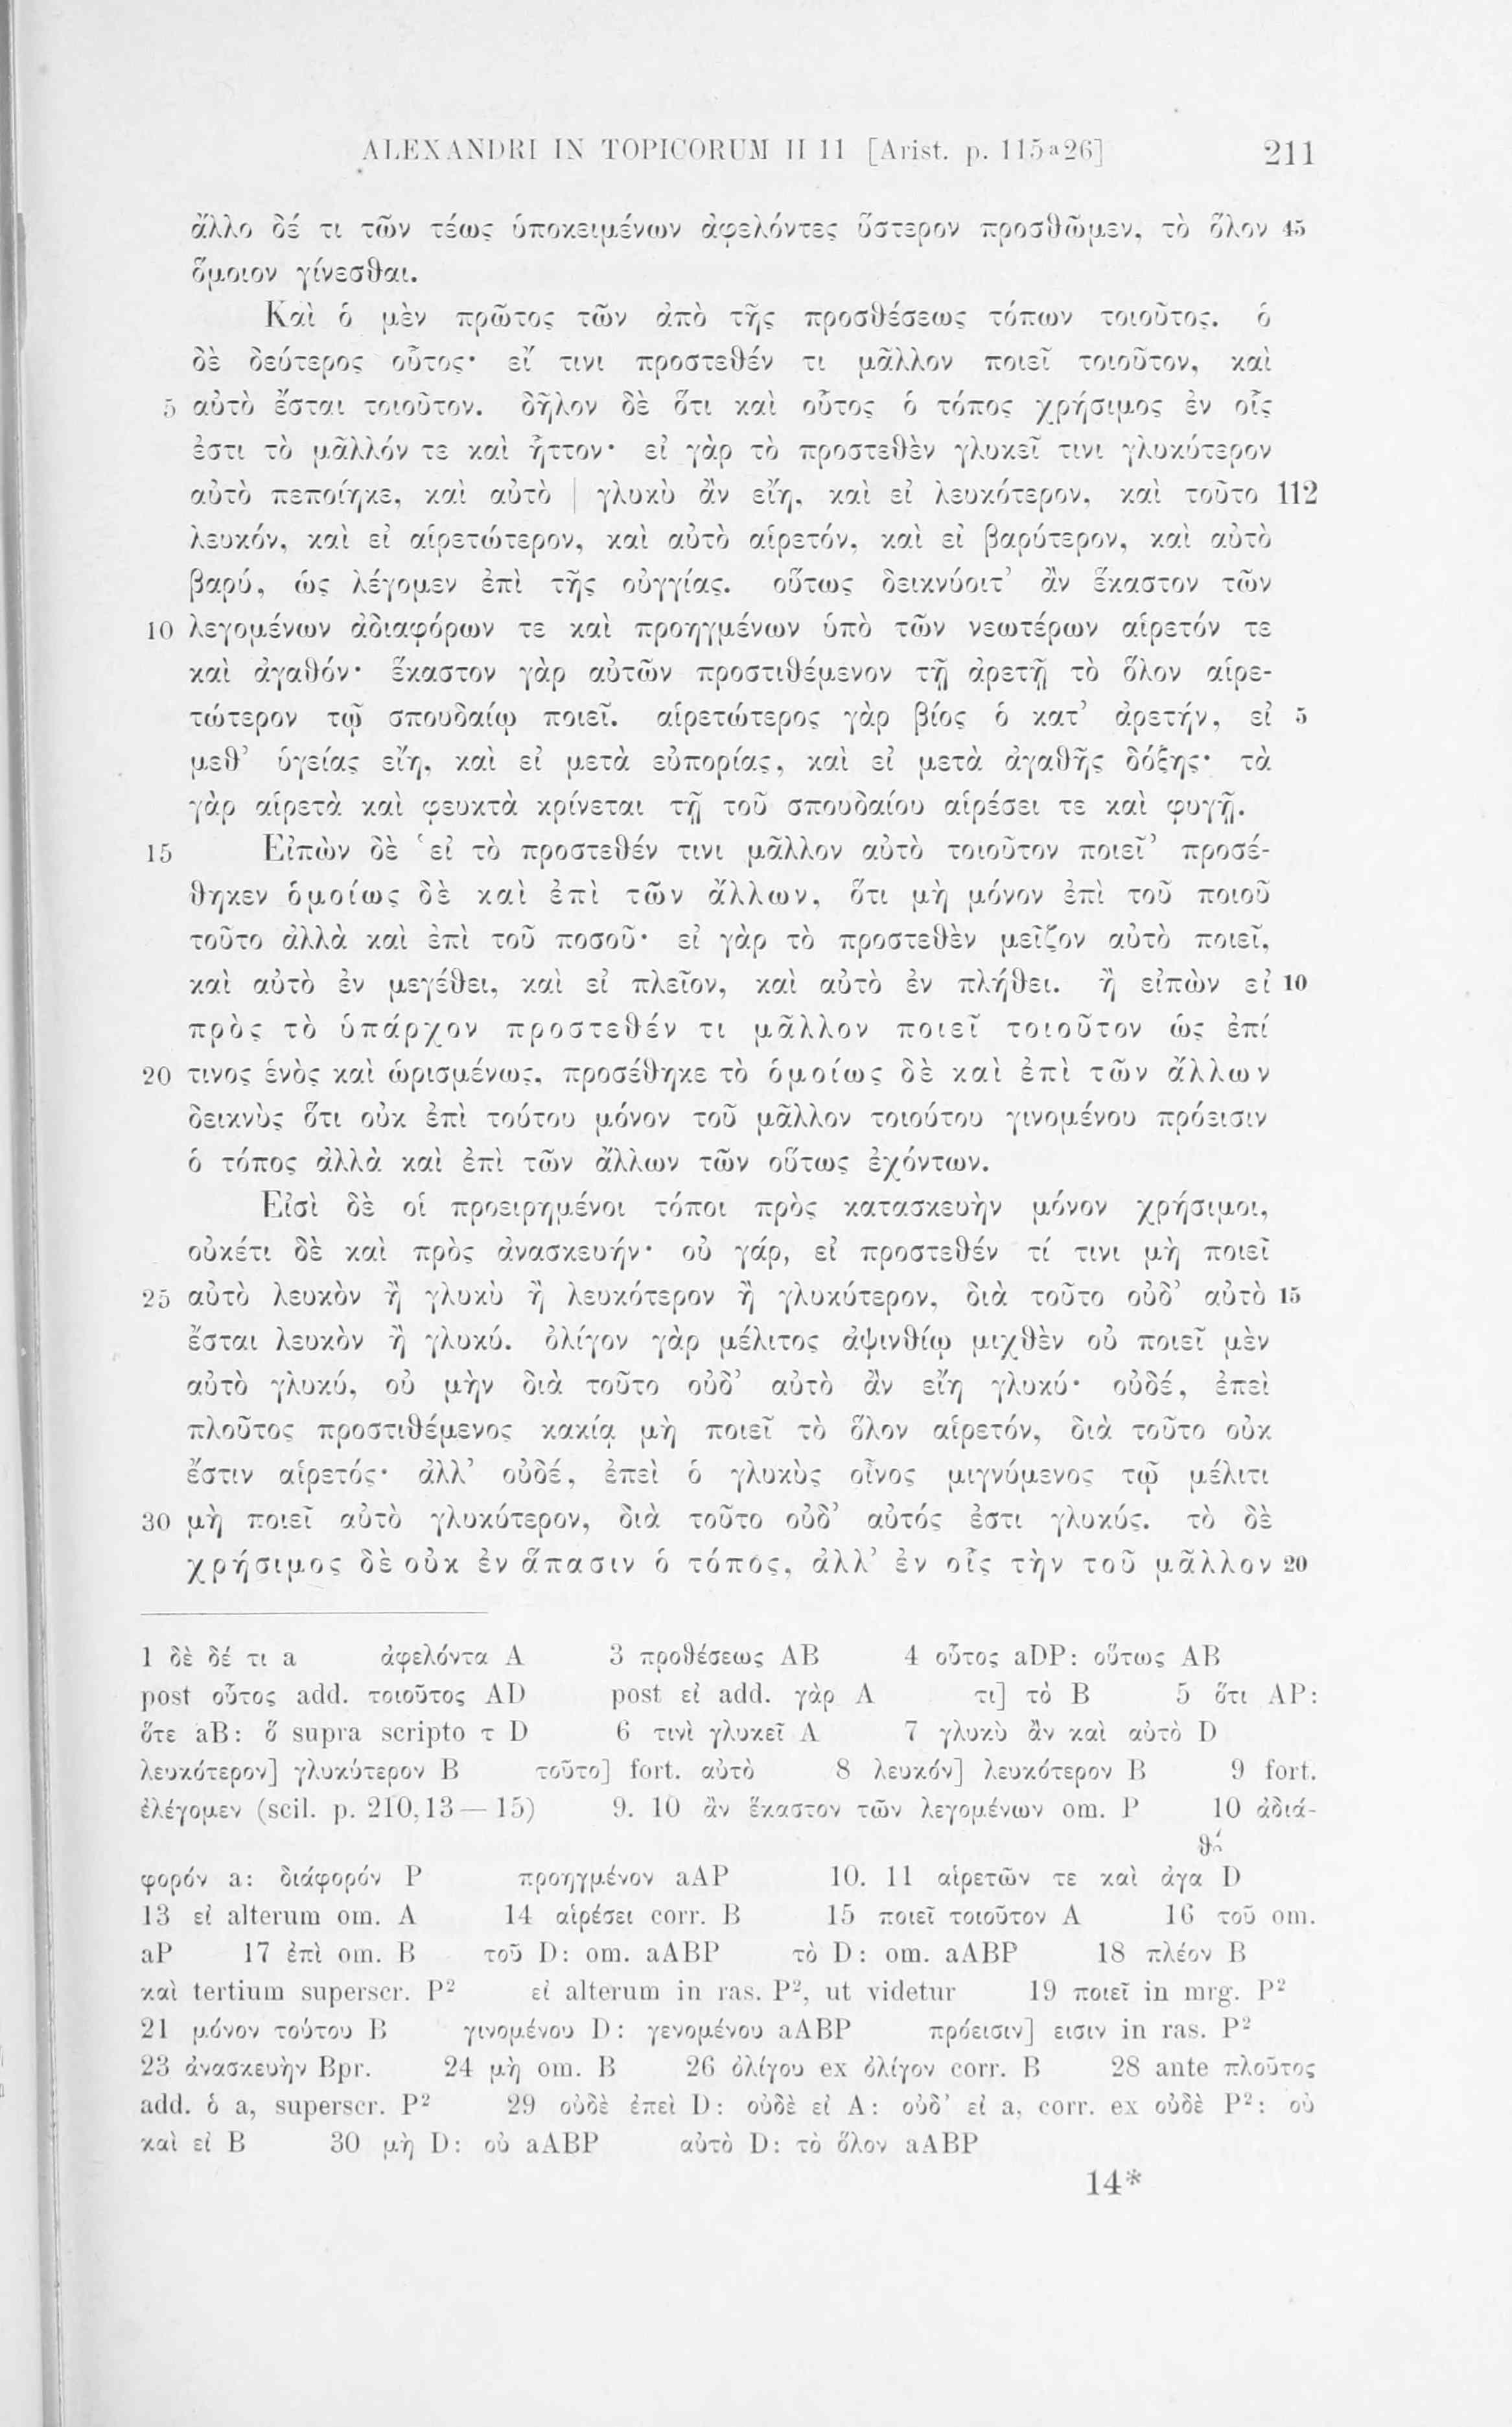 ALEXANDRI IN TOPICORUM II 11 [Arist. p. 115a26] 211
ἄλλο δέ τι τῶν τέως ὑποκειμένων ἀφελόντες ὕστερον προσθῶμεν, τὸ ὅλον 45
ὅμοιον γίνεσθαι.
Καὶ ὁ μὲν πρῶτος τῶν ἀπὸ τῆς προσθέσεως τόπων τοιοῦτος. ὁ
δὲ δεύτερος οὗτος· εἴ τινι προστεθέν τι μᾶλλον ποιεῖ τοιοῦτον, καὶ
5 αὐτὸ ἔσται τοιοῦτον. δῆλον δὲ ὅτι καὶ οὗτος ὁ τόπος χρήσιμος ἐν οἷς
ἐστι τὸ μᾶλλόν τε καὶ ἧττον· εἰ γὰρ τὸ προστεθὲν γλυκεῖ τινι γλυκύτερον
αὐτὸ πεποίηκε, καὶ αὐτὸ | γλυκὺ ἂν εἴη, καὶ εἰ λευκότερον, καὶ τοῦτο 112
λευκόν, καὶ εἰ αἱρετώτερον, καὶ αὐτὸ αἱρετόν, καὶ εἰ βαρύτερον, καὶ αὐτὸ
βαρύ, ὡς λέγομεν ἐπὶ τῆς οὐγγίας. οὕτως δεικνύοιτ’ ἂν ἕκαστον τῶν
10 λεγομένων ἀδιαφόρων τε καὶ προηγμένων ὑπὸ τῶν νεωτέρων αἱρετόν τε
καὶ ἀγαθόν· ἕκαστον γὰρ αὐτῶν προστιθέμενον τῇ ἀρετῇ τὸ ὅλον αἱρε-
τώτερον τῷ σπουδαίῳ ποιεῖ. αἱρετώτερος γὰρ βίος ὁ κατ’ ἀρετήν, εἰ 5
μεθ’ ὑγείας εἴη, καὶ εἰ μετὰ εὐπορίας, καὶ εἰ μετὰ ἀγαθῆς δόξης· τὰ
γὰρ αἱρετὰ καὶ φευκτὰ κρίνεται τῇ τοῦ σπουδαίου αἱρέσει τε καὶ φυγῇ.
15 Εἰπὼν δὲ ‘εἰ τὸ προστεθέν τινι μᾶλλον αὐτὸ τοιοῦτον ποιεῖ’ προσέ-
θηκεν ὁμοίως δὲ καὶ ἐπὶ τῶν ἄλλων, ὅτι μὴ μόνον ἐπὶ τοῦ ποιοῦ
τοῦτο ἀλλὰ καὶ ἐπὶ τοῦ ποσοῦ· εἰ γὰρ τὸ προστεθὲν μεῖζον αὐτὸ ποιεῖ,
καὶ αὐτὸ ἐν μεγέθει, καὶ εἰ πλεῖον, καὶ αὐτὸ ἐν πλήθει. ἢ εἰπὼν εἰ 10
πρὸς τὸ ὑπάρχον προστεθέν τι μᾶλλον ποιεῖ τοιοῦτον ὡς ἐπί
20 τινος ἑνὸς καὶ ὡρισμένως, προσέθηκε τὸ ὁμοίως δὲ καὶ ἐπὶ τῶν ἄλλων
δεικνὺς ὅτι οὐκ ἐπὶ τούτου μόνον τοῦ μᾶλλον τοιούτου γινομένου πρόεισιν
ὁ τόπος ἀλλὰ καὶ ἐπὶ τῶν ἄλλων τῶν οὕτως ἐχόντων.
Εἰσὶ δὲ οἱ προειρημένοι τόποι πρὸς κατασκευὴν μόνον χρήσιμοι,
οὐκέτι δὲ καὶ πρὸς ἀνασκευήν· οὐ γάρ, εἰ προστεθέν τί τινι μὴ ποιεῖ
25 αὐτὸ λευκὸν ἢ γλυκὺ ἢ λευκότερον ἢ γλυκύτερον, διὰ τοῦτο οὐδ’ αὐτὸ 15
ἔσται λευκὸν ἢ γλυκύ. ὀλίγον γὰρ μέλιτος ἀψινθίῳ μιχθὲν οὐ ποιεῖ μὲν
αὐτὸ γλυκύ, οὐ μὴν διὰ τοῦτο οὐδ’ αὐτὸ ἂν εἴη γλυκύ· οὐδέ, ἐπεὶ
πλοῦτος προστιθέμενος κακίᾳ μὴ ποιεῖ τὸ ὅλον αἱρετόν, διὰ τοῦτο οὐκ
ἔστιν αἱρετός· ἀλλ’ οὐδέ, ἐπεὶ ὁ γλυκὺς οἶνος μιγνύμενος τῷ μέλιτι
30 μὴ ποιεῖ αὐτὸ γλυκύτερον, διὰ τοῦτο οὐδ’ αὐτός ἐστι γλυκύς. τὸ δὲ
χρήσιμος δὲ οὐκ ἐν ἅπασιν ὁ τόπος, ἀλλ’ ἐν οἷς τὴν τοῦ μᾶλλον 20
1 δὲ δέ τι a ἀφελόντα A 3 προθέσεως AB 4 οὗτος aDP: οὕτως AB
post οὗτος add. τοιοῦτος AD post εἰ add. γὰρ A τι] τὸ B 5 ὅτι AP:
ὅτε aB: ὅ supra scripto τ D 6 τινὶ γλυκεῖ A 7 γλυκὺ ἂν καὶ αὐτὸ D
λευκότερον] γλυκύτερον B τοῦτο] fort. αὐτὸ 8 λευκόν] λευκότερον B 9 fort.
ἐλέγομεν (scil. p. 210,13—15) 9. 10 ἂν ἕκαστον τῶν λεγομένων om. P 10 ἀδιά-
φορόν a: διάφορόν P προηγμένον aAP 10. 11 αἱρετῶν τε καὶ ἀγα D
13 εἰ alterum om. A 14 αἱρέσει corr. B 15 ποιεῖ τοιοῦτον A 16 τοῦ om.
aP 17 ἐπὶ om. B τοῦ D: om. aABP τὸ D: om. aABP 18 πλέον B
καὶ tertium superscr. P² εἰ alterum in ras. P², ut videtur 19 ποιεῖ in mrg. P²
21 μόνον τούτου B γινομένου D: γενομένου aABP πρόεισιν] εισιν in ras. P²
23 ἀνασκευὴν Bpr. 24 μὴ om. B 26 ὀλίγου ex ὀλίγον corr. B 28 ante πλοῦτος
add. ὁ a, superscr. P² 29 οὐδὲ ἐπεὶ D: οὐδὲ εἰ A: οὐδ’ εἰ a, corr. ex οὐδὲ P²: οὐ
καὶ εἰ B 30 μὴ D: οὐ aABP αὐτὸ D: τὸ ὅλον aABP
14*